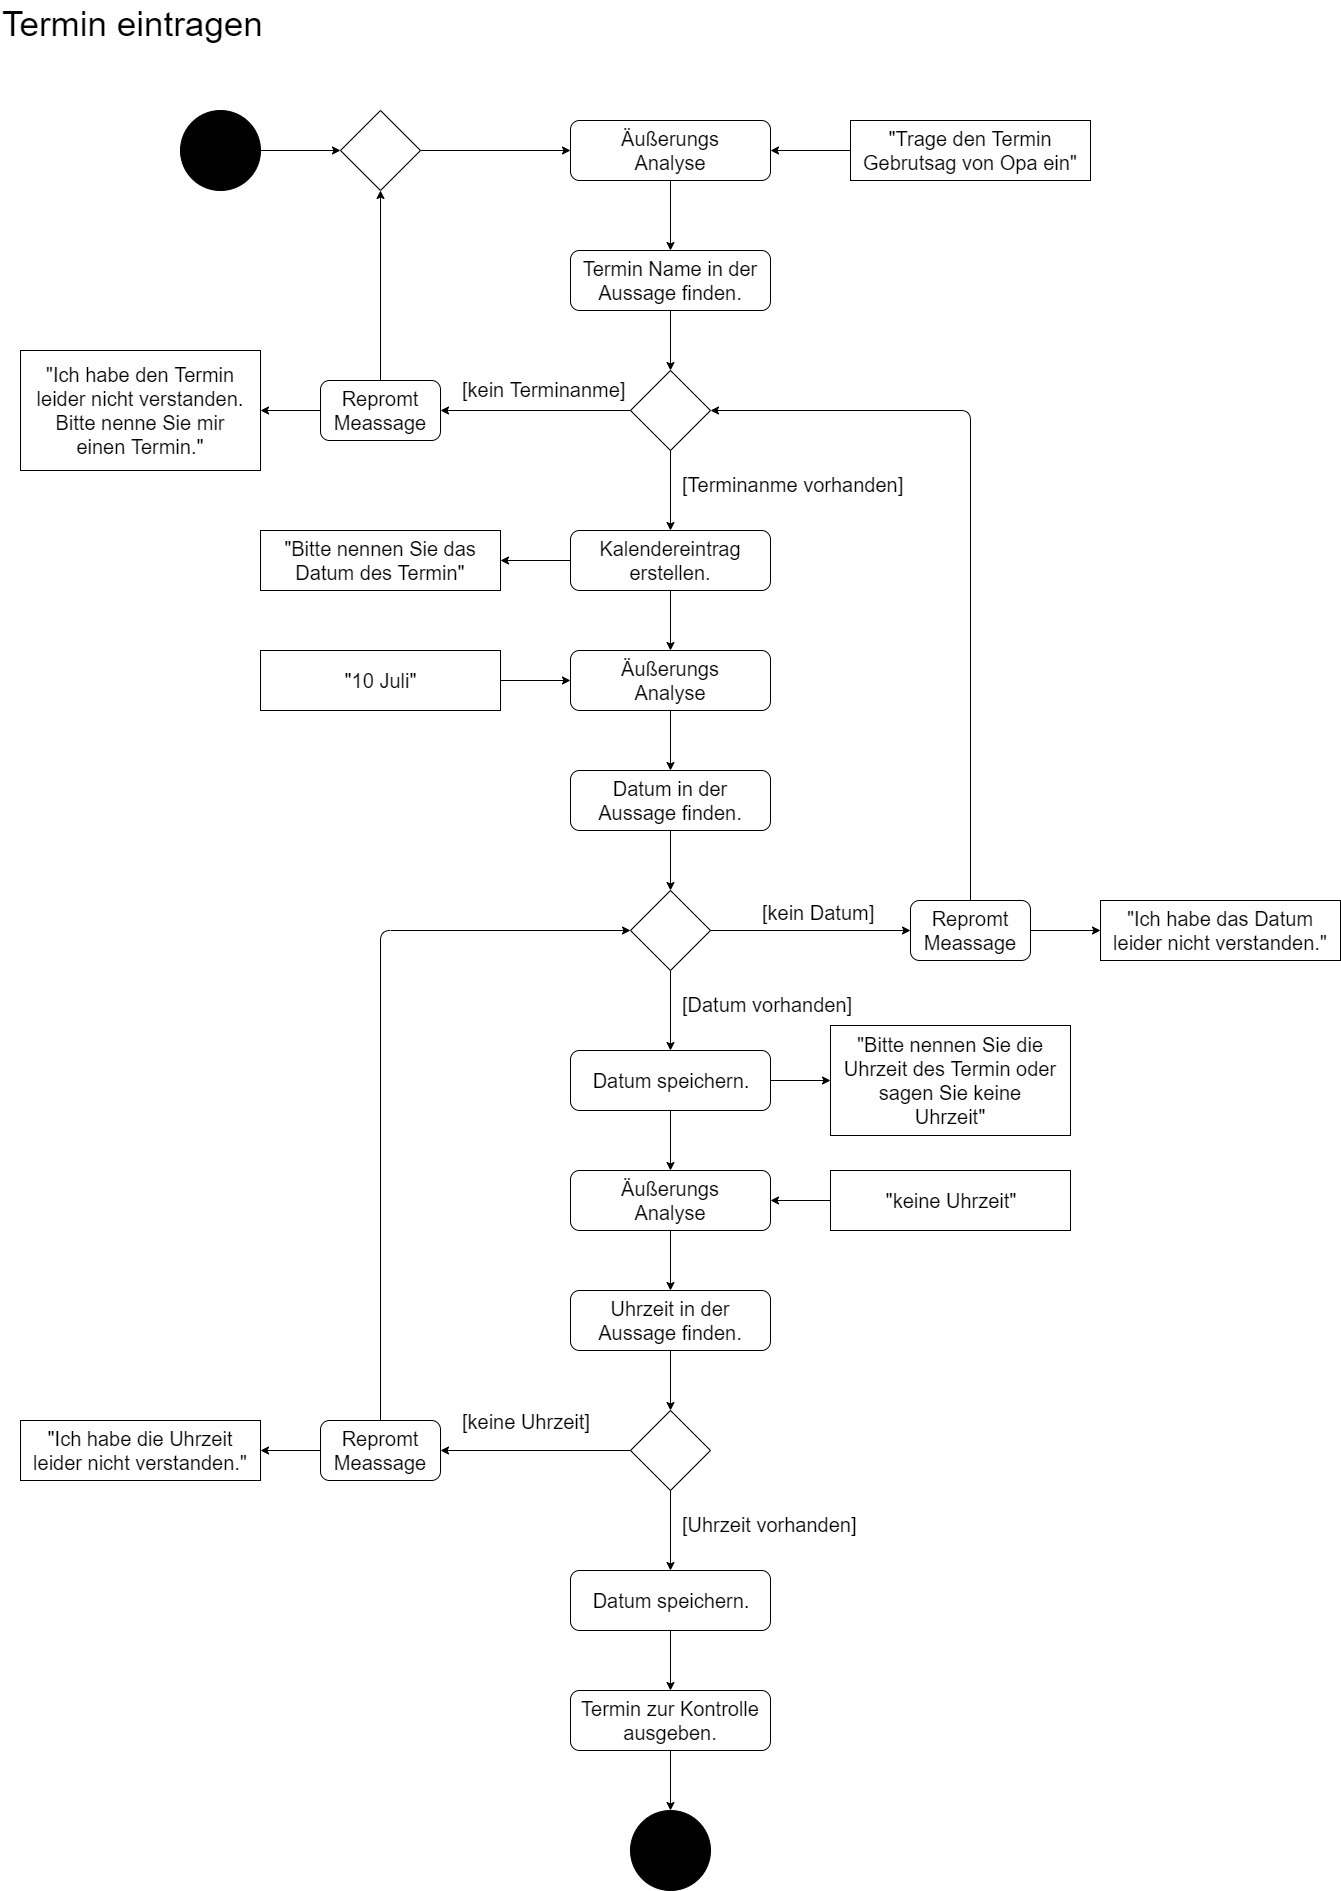 Termin eintragen
Äußerungs
Analyse
"Trage den Termin
Gebrutsag von Opa ein"
Termin Name in der
Aussage finden.
"Ich habe den Termin
leider nicht verstanden.
Bitte nenne Sie mir
einen Termin."
Repromt
Meassage
[kein Terminanme]
[Terminanme vorhanden]
"Bitte nennen Sie das
Datum des Termin"
Kalendereintrag
erstellen.
"10 Juli"
Äußerungs
Analyse
Datum in der
Aussage finden.
[kein Datum]
Repromt
Meassage
"Ich habe das Datum
leider nicht verstanden."
[Datum vorhanden]
Datum speichern.
"Bitte nennen Sie die
Uhrzeit des Termin oder
sagen Sie keine
Uhrzeit"
Äußerungs
Analyse
"keine Uhrzeit"
Uhrzeit in der
Aussage finden.
"Ich habe die Uhrzeit
leider nicht verstanden."
Repromt
Meassage
[keine Uhrzeit]
[Uhrzeit vorhanden]
Datum speichern.
Termin zur Kontrolle
ausgeben.